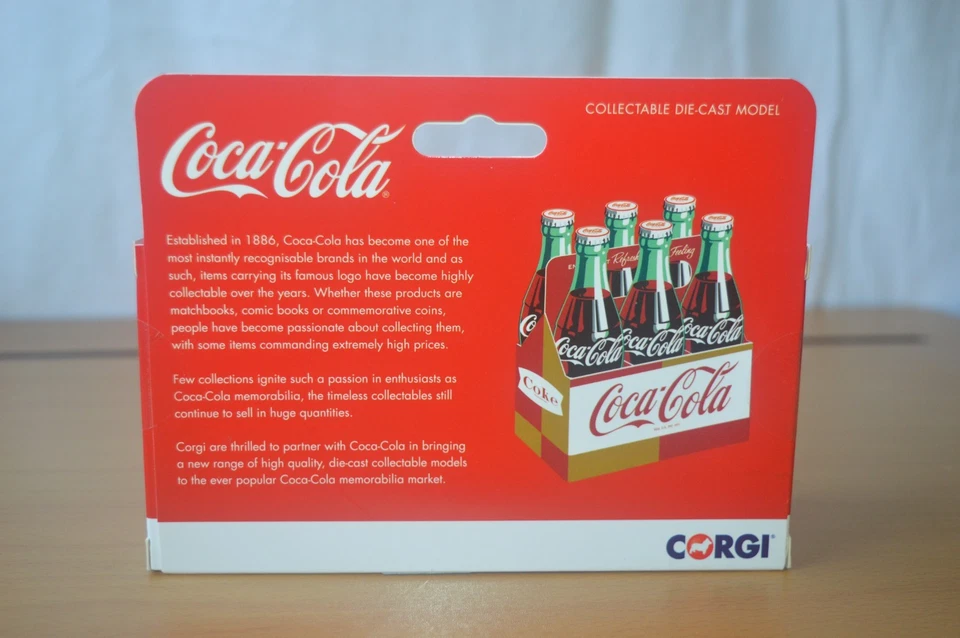 COLLECTABLE DIE-CAST MODEL
Coca-Cola
Established in 1886, Coca-Cola has become one of the
most instantly recognisable brands in the world and as
such, items carrying its famous logo have become highly
collectable over the years. Whether these products are
matchbooks, comic books or commemorative coins,
people have become passionate about collecting them,
with some items commanding extremely high prices.
Few collections ignite such a passion in enthusiasts as
Coca-Cola memorabilia, the timeless collectables still
continue to sell in huge quantities.
Corgi are thrilled to partner with Coca-Cola in bringing
a new range of high quality, die-cast collectable models
to the ever popular Coca-Cola memorabilia market.
Feeling
Coca-Cola
Coca-Cola
Coca-Cola
Coke
Coca-Cola
CORGI